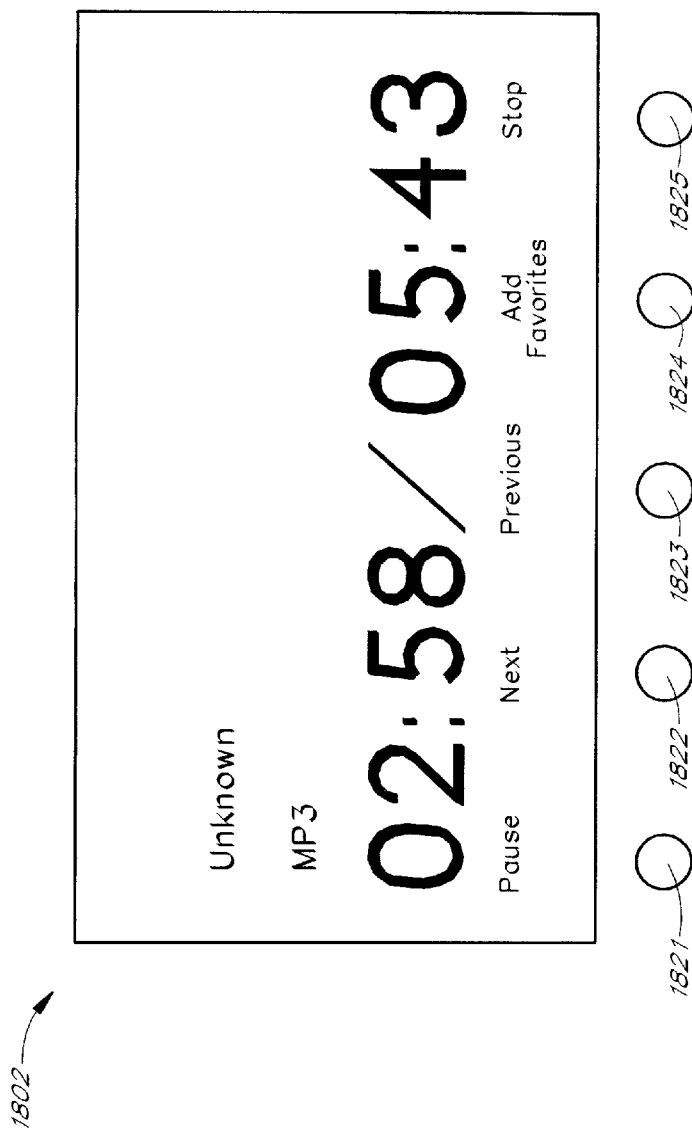 1802
Unknown
MP3
02:58/05:43
Pause Next Previous Add Favorites Stop
1821 1822 1823 1824 1825